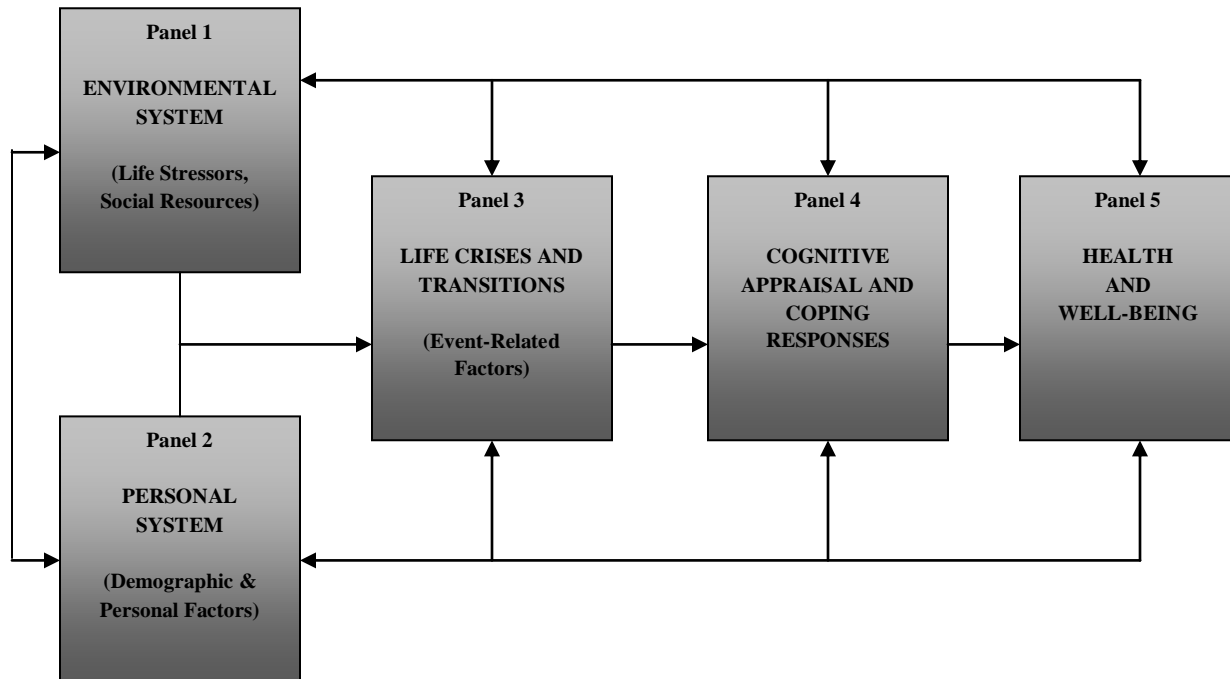 Panel 1
ENVIRONMENTAL
SYSTEM
(Life Stressors,
Social Resources)
Panel 2
PERSONAL
SYSTEM
(Demographic &
Personal Factors)
Panel 3
LIFE CRISES AND
TRANSITIONS
(Event-Related
Factors)
Panel 4
COGNITIVE
APPRAISAL AND
COPING
RESPONSES
Panel 5
HEALTH
AND
WELL-BEING